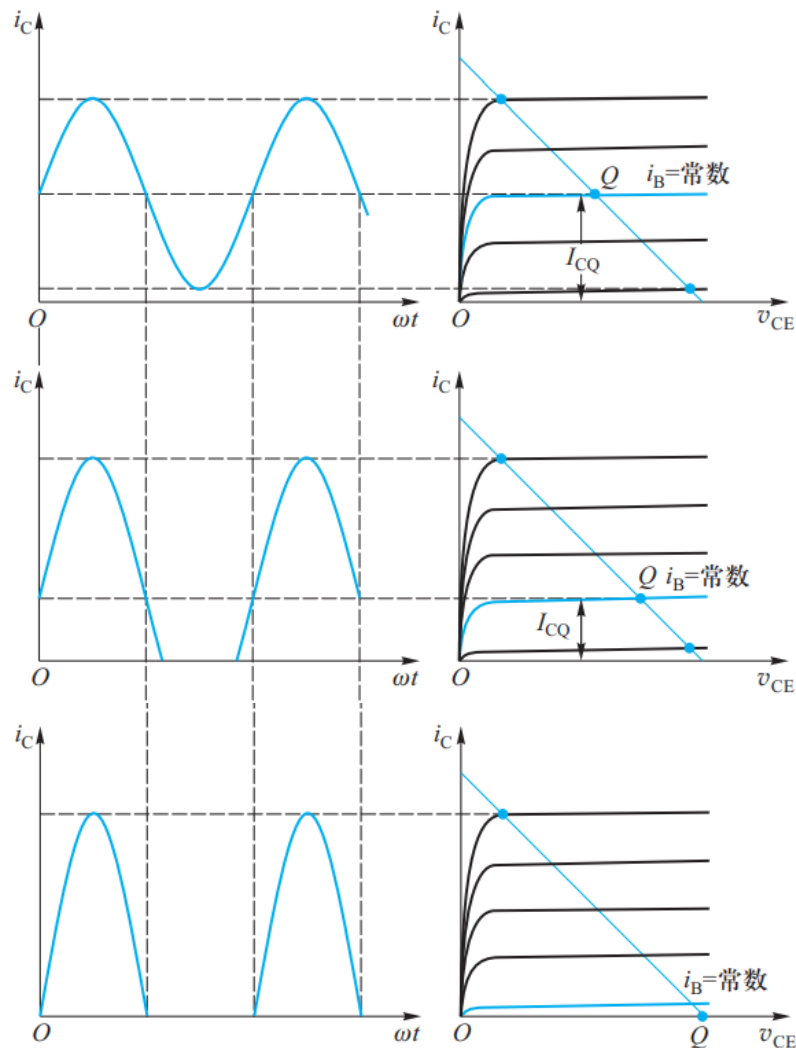 i_C
O
ωt
i_C
Q
i_B=常数
I_CQ
O
v_CE
i_C
O
ωt
i_C
Q i_B=常数
I_CQ
O
v_CE
i_C
O
ωt
i_C
i_B=常数
O
Q
v_CE